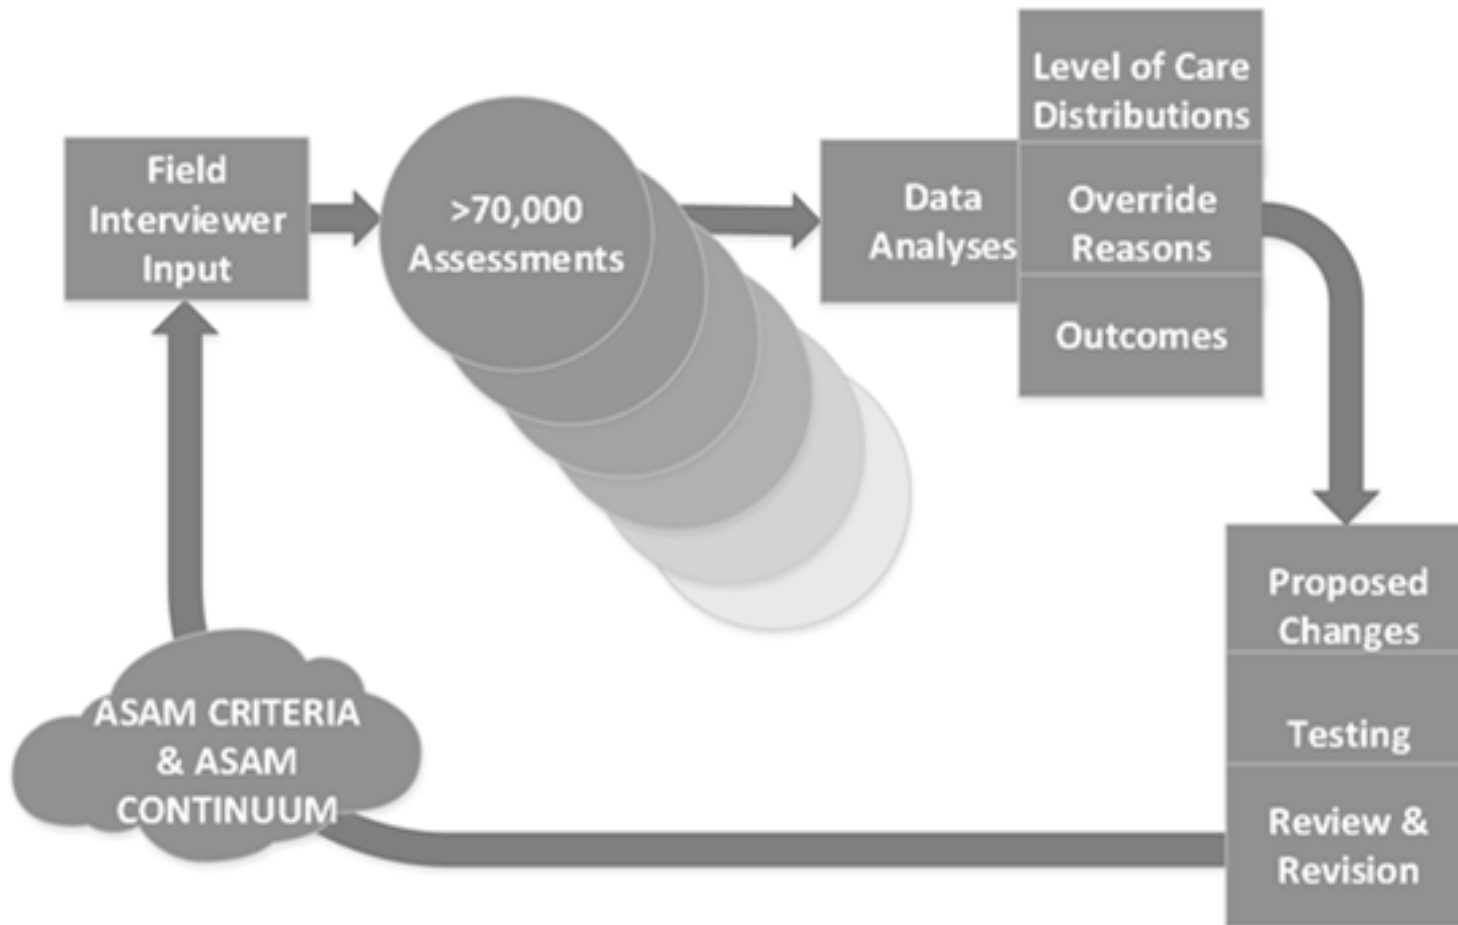 Field
Interviewer
Input
>70,000
Assessments
Data
Analyses
Level of Care
Distributions
Override
Reasons
Outcomes
Proposed
Changes
Testing
Review &
Revision
ASAM CRITERIA
& ASAM
CONTINUUM